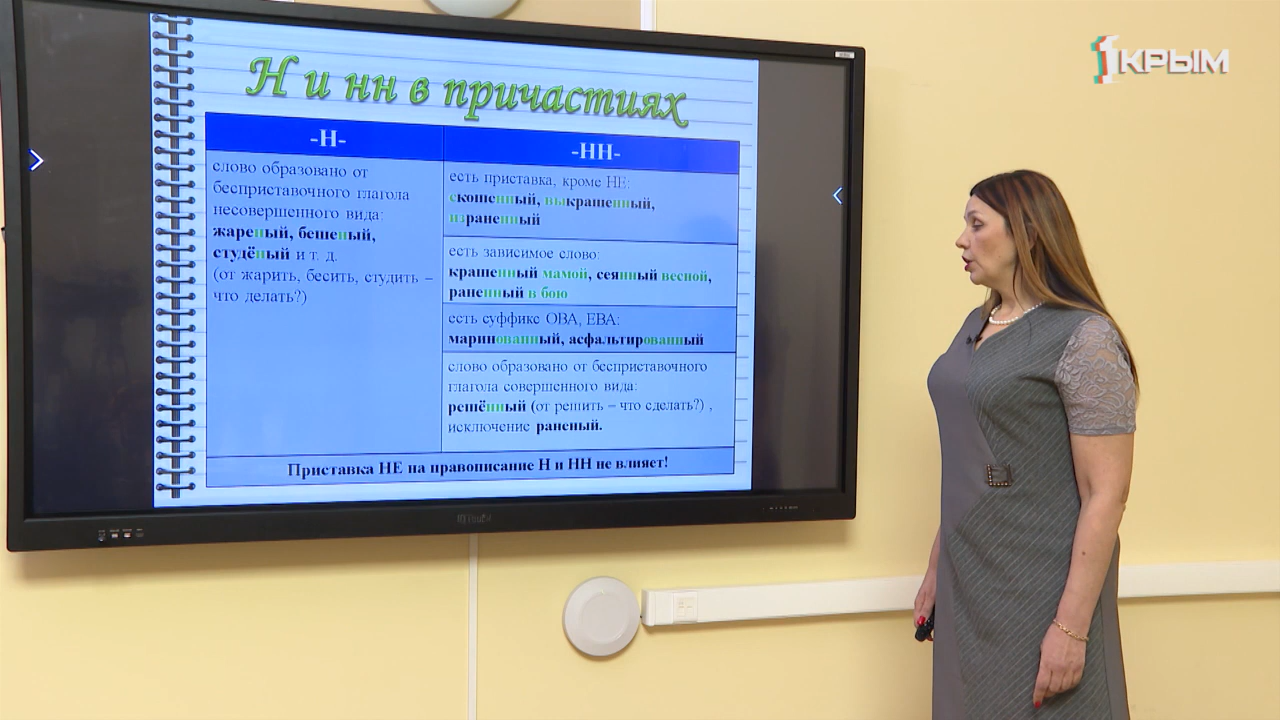 1КРЫМ
Н и нн в причастиях
-Н-
-НН-
слово образовано от
бесприставочного глагола
несовершенного вида:
жареный, бешеный,
студёный и т. д.
(от жарить, бесить, студить –
что делать?)
есть приставка, кроме НЕ:
скошенный, выкрашенный,
израненный
есть зависимое слово:
крашенный мамой, сеянный весной,
раненный в бою
есть суффикс ОВА, ЕВА:
маринованный, асфальтированный
слово образовано от бесприставочного
глагола совершенного вида:
решённый (от решить – что сделать?) ,
исключение раненый.
Приставка НЕ на правописание Н и НН не влияет!